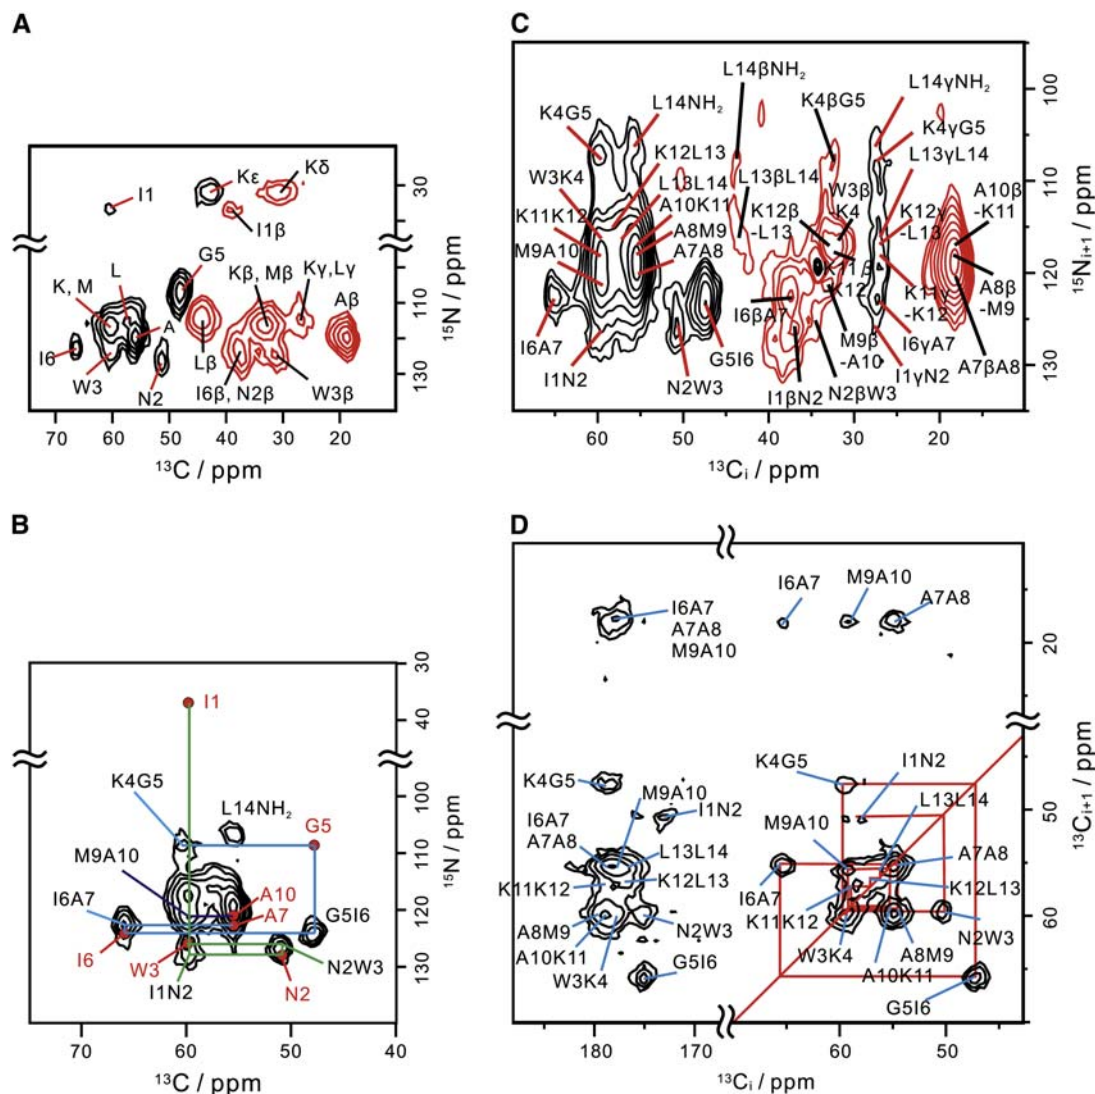 A
I1
Kε
Kδ
I1β
30
G5
K, M
L
Kβ, Mβ
Kγ, Lγ
Aβ
A
I6
W3
N2
Lβ
I6β, N2β
W3β
110
130
¹⁵N / ppm
70 60 50 40 30 20
¹³C / ppm
C
L14βNH₂
L14γNH₂
K4βG5
K4G5
L14NH₂
K4γG5
K12L13
L13γL14
W3K4
L13L14
L13βL14
W3β
-K4
A10β
-K11
K11K12
A10K11
K12β
-L13
K12γ
-L13
M9A10
A8M9
A7A8
K11β
K12
I6βA7
K11γ
-K12
A8β
-M9
I6A7
M9β
-A10
I6γA7
I1N2
G5I6
N2W3
I1βN2
N2βW3
I1γN2
A7βA8
100
110
120
130
¹⁵Nᵢ₊₁ / ppm
60 50 40 30 20
¹³Cᵢ / ppm
B
I1
K4G5
L14NH₂
G5
M9A10
A10
I6A7
A7
G5I6
I6
W3
N2W3
I1N2
N2
30
40
100
110
120
130
¹⁵N / ppm
70 60 50 40
¹³C / ppm
D
I6A7
A7A8
M9A10
I6A7
M9A10
A7A8
20
K4G5
M9A10
I1N2
I6A7
A7A8
L13L14
K11K12
K12L13
A8M9
N2W3
A10K11
W3K4
G5I6
K4G5
I1N2
L13L14
M9A10
A7A8
I6A7
K12L13
K11K12
N2W3
W3K4
A8M9
A10K11
G5I6
50
60
¹³Cᵢ₊₁ / ppm
180 170 60 50
¹³Cᵢ / ppm